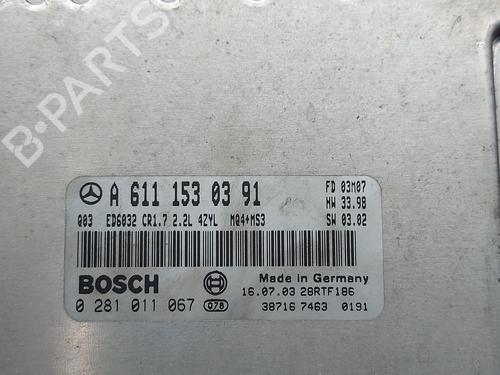 B-PARTS
A 611 153 03 91
FD 03M07
HW 33.98
SW 03.02
003 ED6032 CR1.7 2.2L 4ZYL MQ4+MS3
BOSCH
Made in Germany
0 281 011 067 078
16.07.03 28RTF186
38716 7463 0191